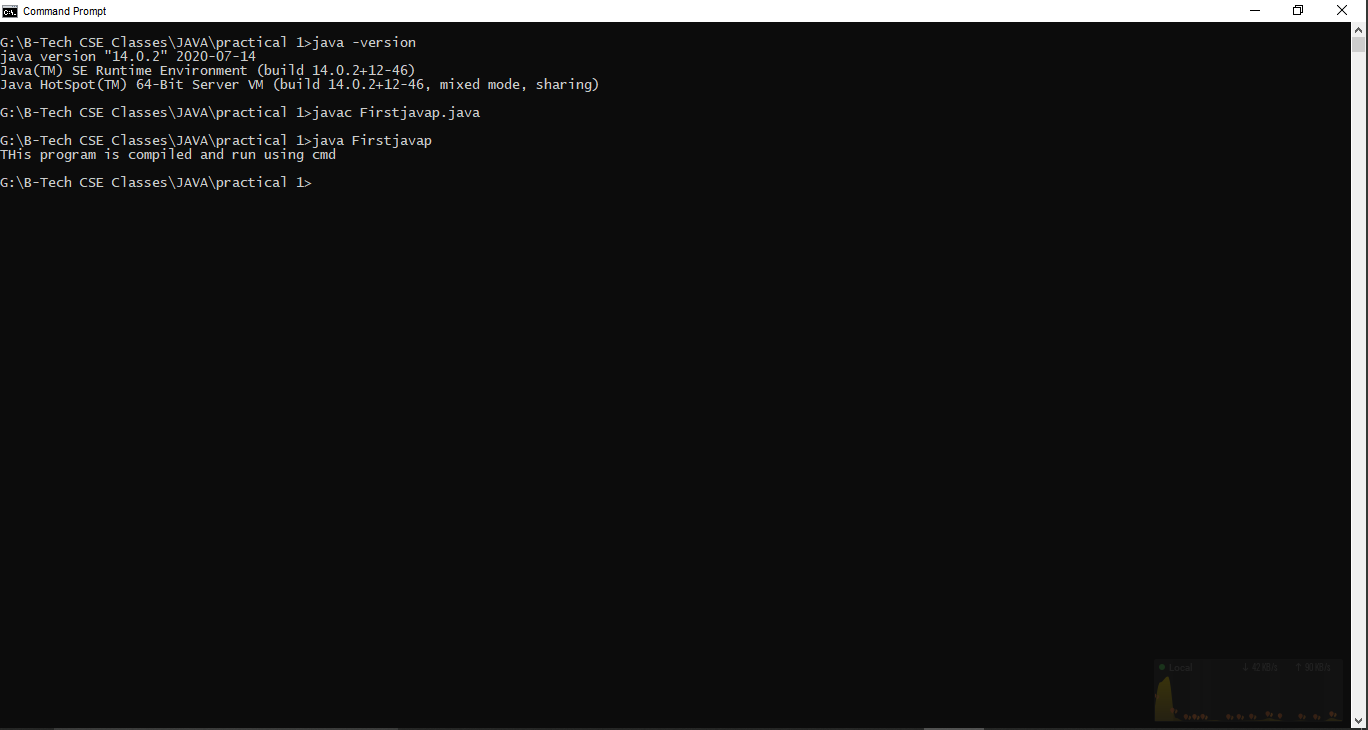 Command Prompt
G:\B-Tech CSE Classes\JAVA\practical 1>java -version
java version "14.0.2" 2020-07-14
Java(TM) SE Runtime Environment (build 14.0.2+12-46)
Java HotSpot(TM) 64-Bit Server VM (build 14.0.2+12-46, mixed mode, sharing)
G:\B-Tech CSE Classes\JAVA\practical 1>javac Firstjavap.java
G:\B-Tech CSE Classes\JAVA\practical 1>java Firstjavap
THis program is compiled and run using cmd
G:\B-Tech CSE Classes\JAVA\practical 1>
Local